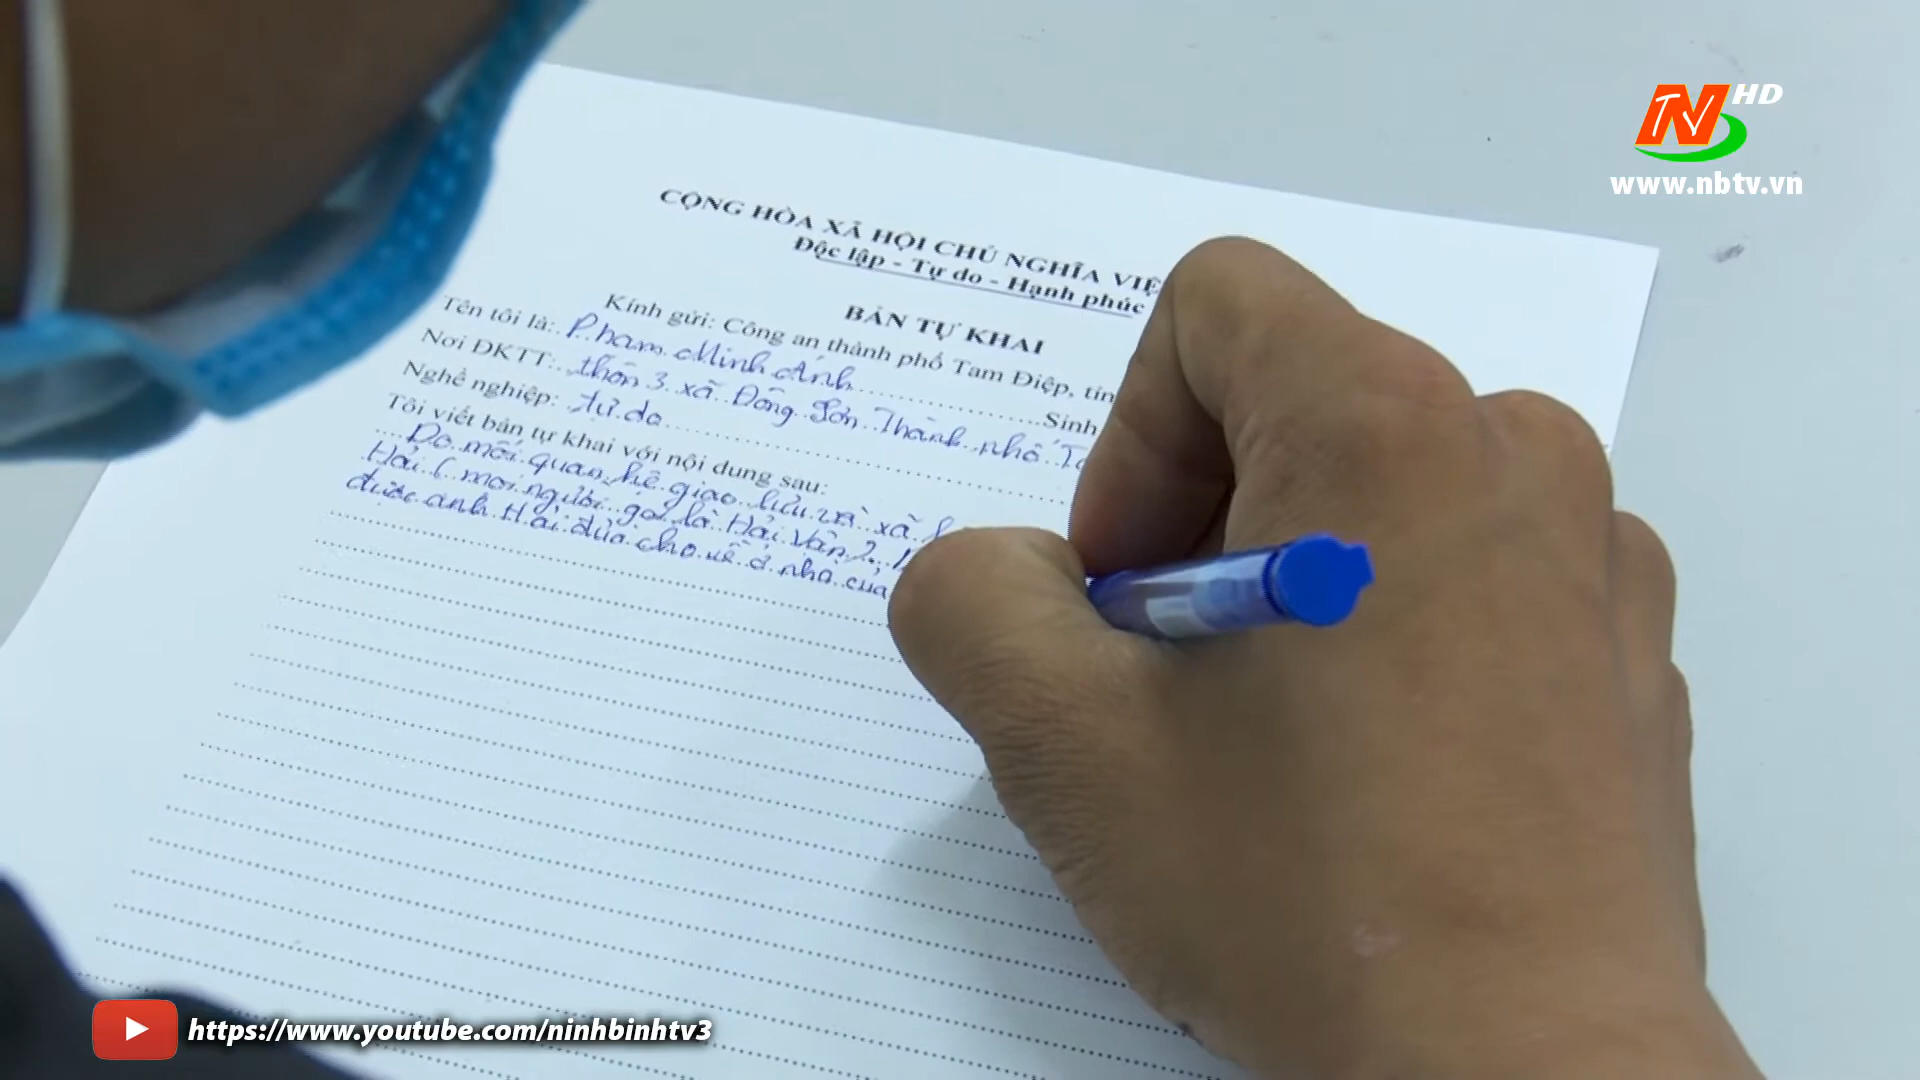 NTV HD
www.nbtv.vn
CỘNG HÒA XÃ HỘI CHỦ NGHĨA VIỆ
Độc lập - Tự do - Hạnh phúc
BẢN TỰ KHAI
Kính gửi: Công an thành phố Tam Điệp, tỉn
Tên tôi là: Phạm Minh Ánh Sinh
Nơi ĐKTT: thôn 3 xã Đông Sơn Thành phố Ta
Nghề nghiệp: tự do
Tôi viết bản tự khai với nội dung sau:
Do mối quan hệ giao lưu và xã
Hải ( mọi người gọi là Hải Vân
được anh Hải đưa cho về ở nhà của
https://www.youtube.com/ninhbinhtv3